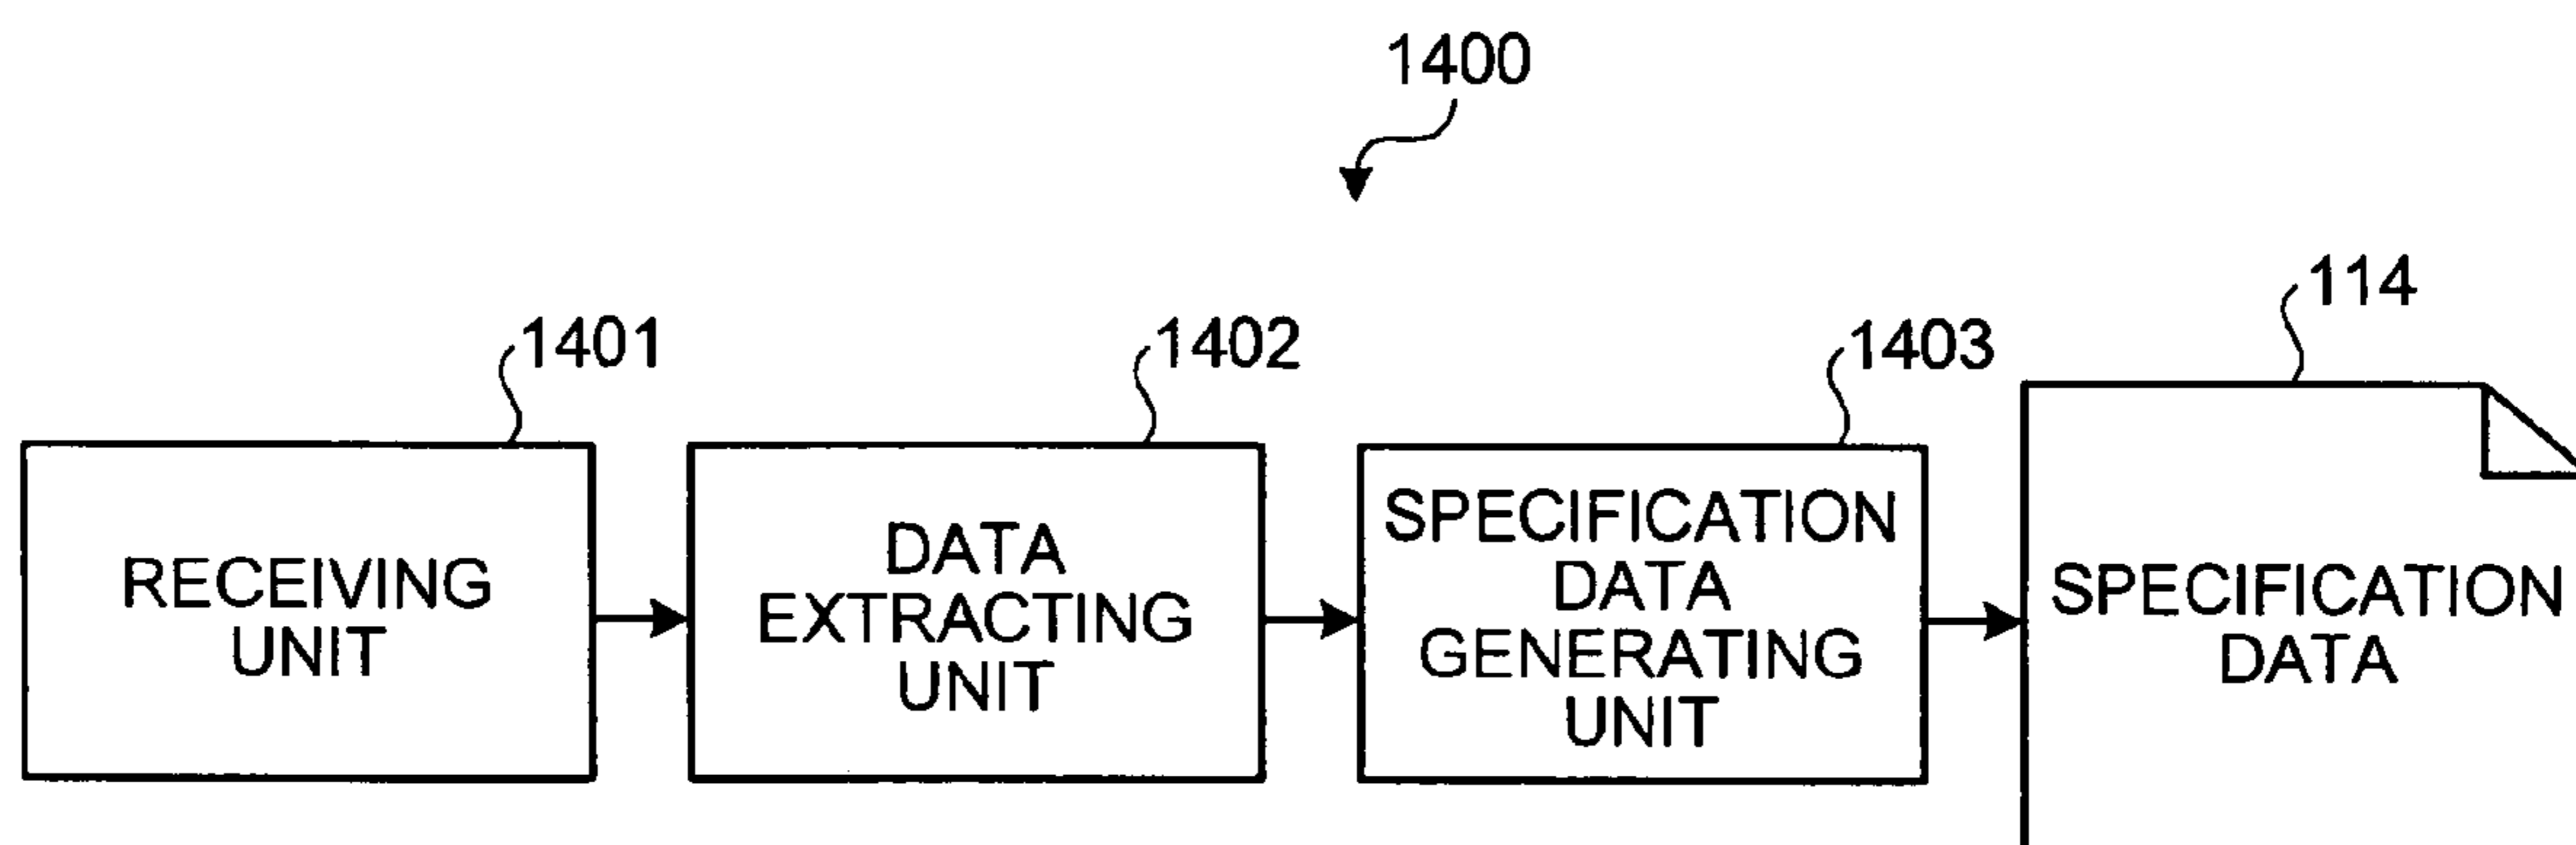 1400
114
1401
1402
1403
RECEIVING
UNIT
DATA
EXTRACTING
UNIT
SPECIFICATION
DATA
GENERATING
UNIT
SPECIFICATION
DATA